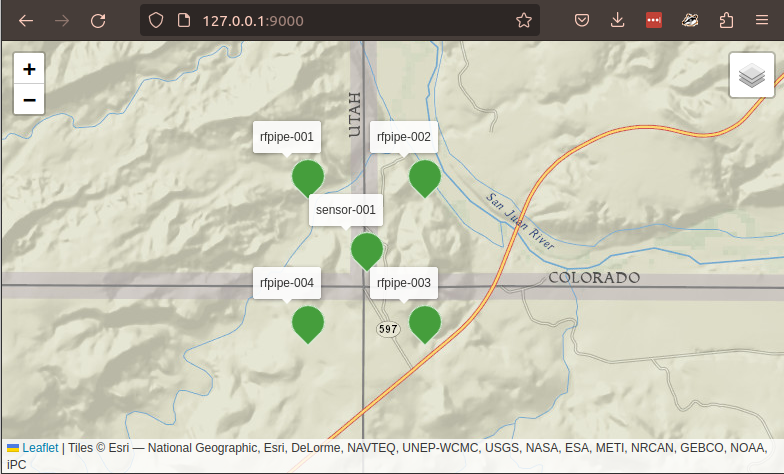 127.0.0.1:9000
+
−
UTAH
rfpipe-001
rfpipe-002
sensor-001
San Juan River
rfpipe-004
rfpipe-003
COLORADO
597
Leaflet | Tiles © Esri — National Geographic, Esri, DeLorme, NAVTEQ, UNEP-WCMC, USGS, NASA, ESA, METI, NRCAN, GEBCO, NOAA,
iPC